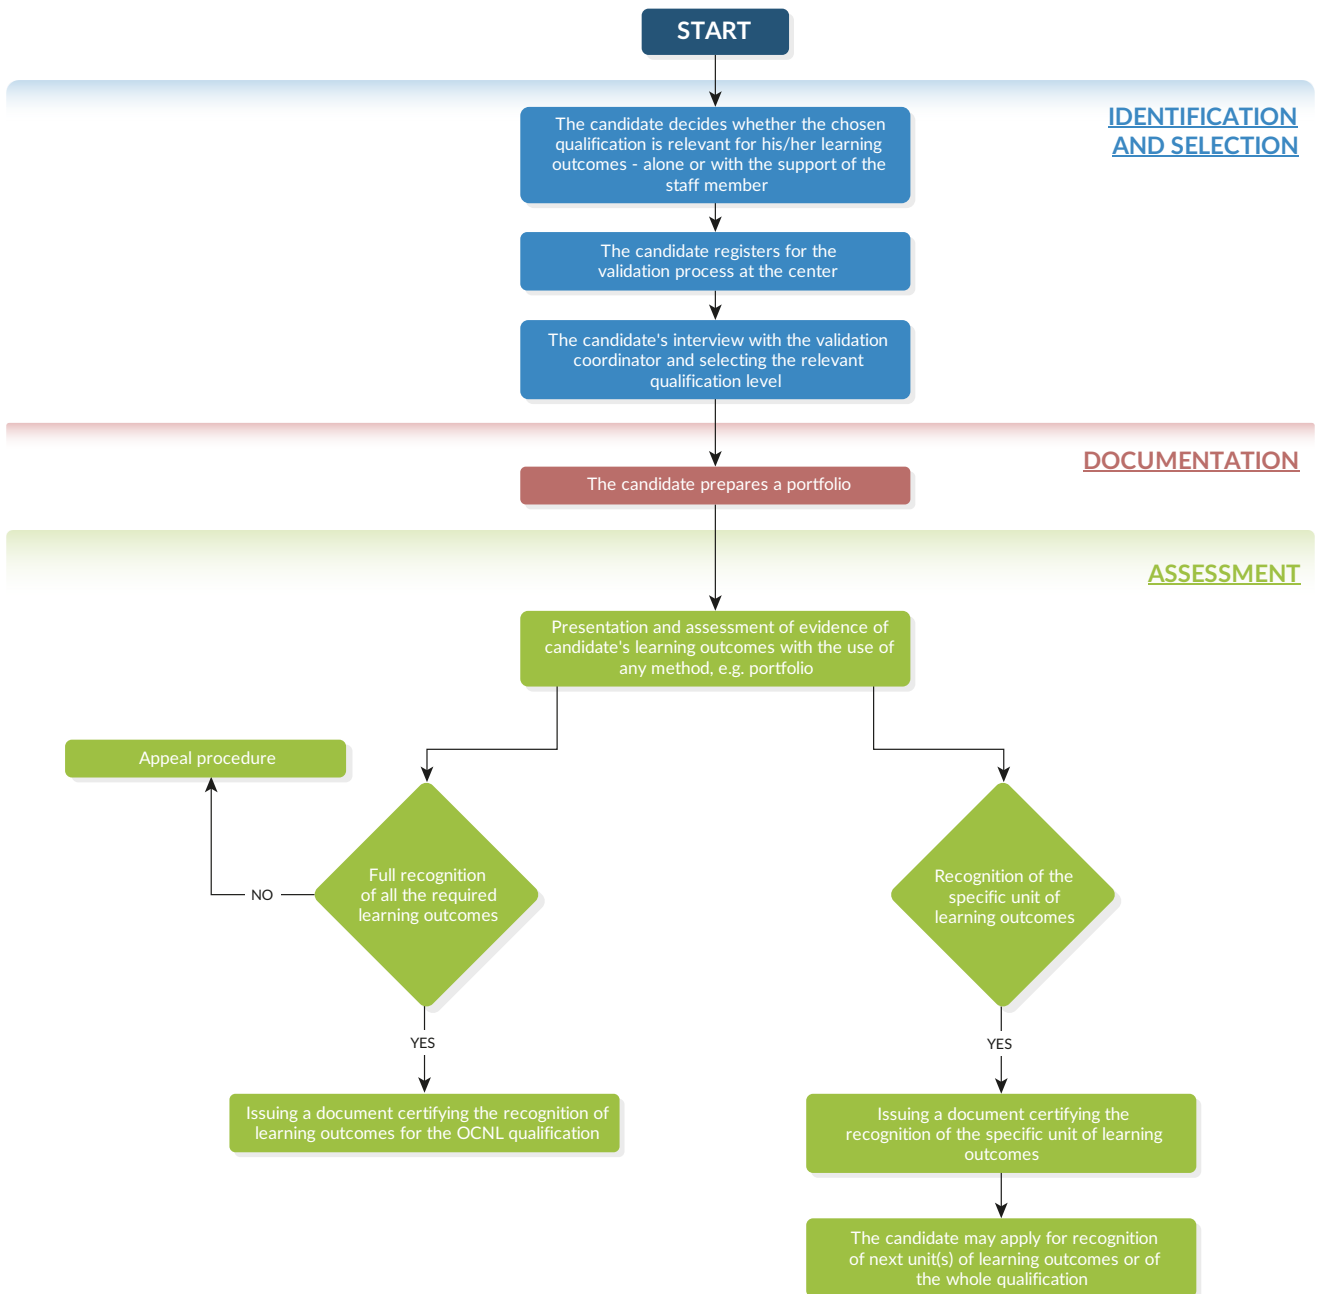 START
IDENTIFICATION
AND SELECTION
The candidate decides whether the chosen
qualification is relevant for his/her learning
outcomes - alone or with the support of the
staff member
The candidate registers for the
validation process at the center
The candidate's interview with the validation
coordinator and selecting the relevant
qualification level
DOCUMENTATION
The candidate prepares a portfolio
ASSESSMENT
Presentation and assessment of evidence of
candidate's learning outcomes with the use of
any method, e.g. portfolio
Appeal procedure
NO
Full recognition
of all the required
learning outcomes
Recognition of the
specific unit of
learning outcomes
YES
YES
Issuing a document certifying the recognition of
learning outcomes for the OCNL qualification
Issuing a document certifying the
recognition of the specific unit of learning
outcomes
The candidate may apply for recognition
of next unit(s) of learning outcomes or of
the whole qualification